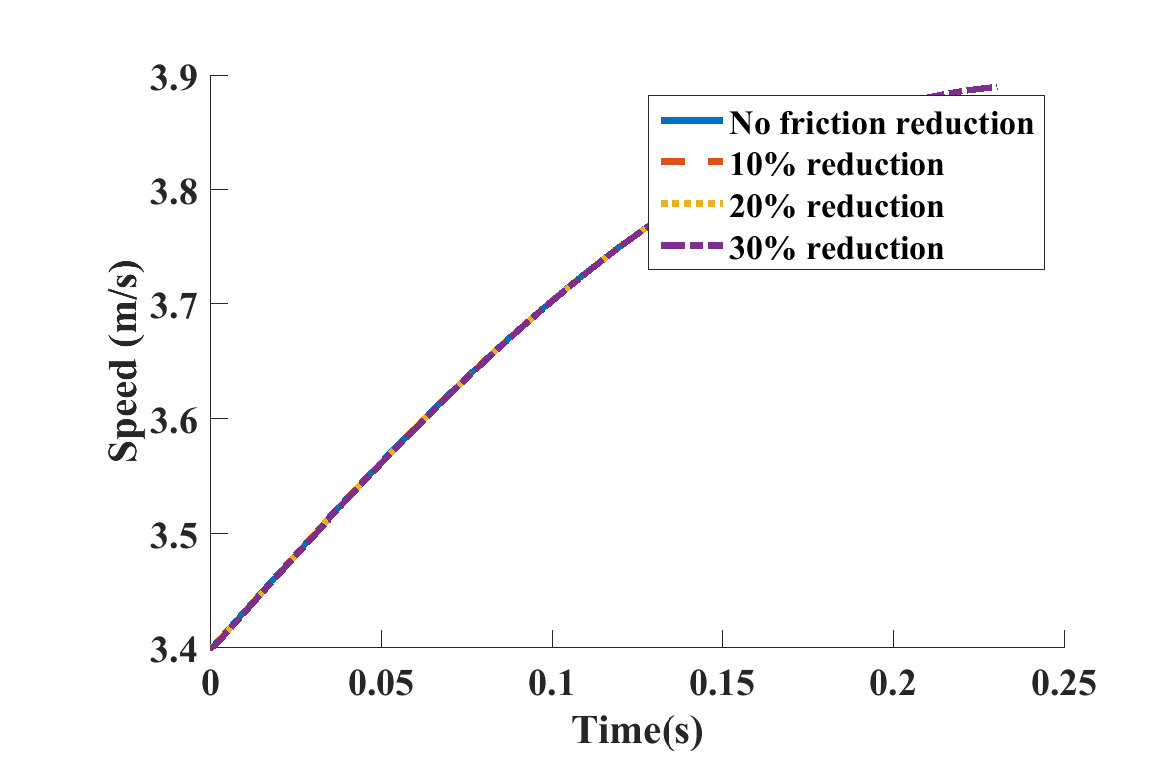 3.9
3.8
3.7
3.6
3.5
3.4
Speed (m/s)
No friction reduction
10% reduction
20% reduction
30% reduction
0
0.05
0.1
0.15
0.2
0.25
Time(s)